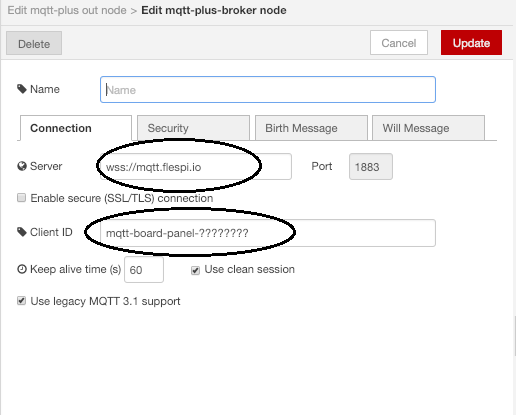 Edit mqtt-plus out node > Edit mqtt-plus-broker node
Delete Cancel Update
Name Name
Connection Security Birth Message Will Message
Server wss://mqtt.flespi.io Port 1883
Enable secure (SSL/TLS) connection
Client ID mqtt-board-panel-????????
Keep alive time (s) 60 Use clean session
Use legacy MQTT 3.1 support